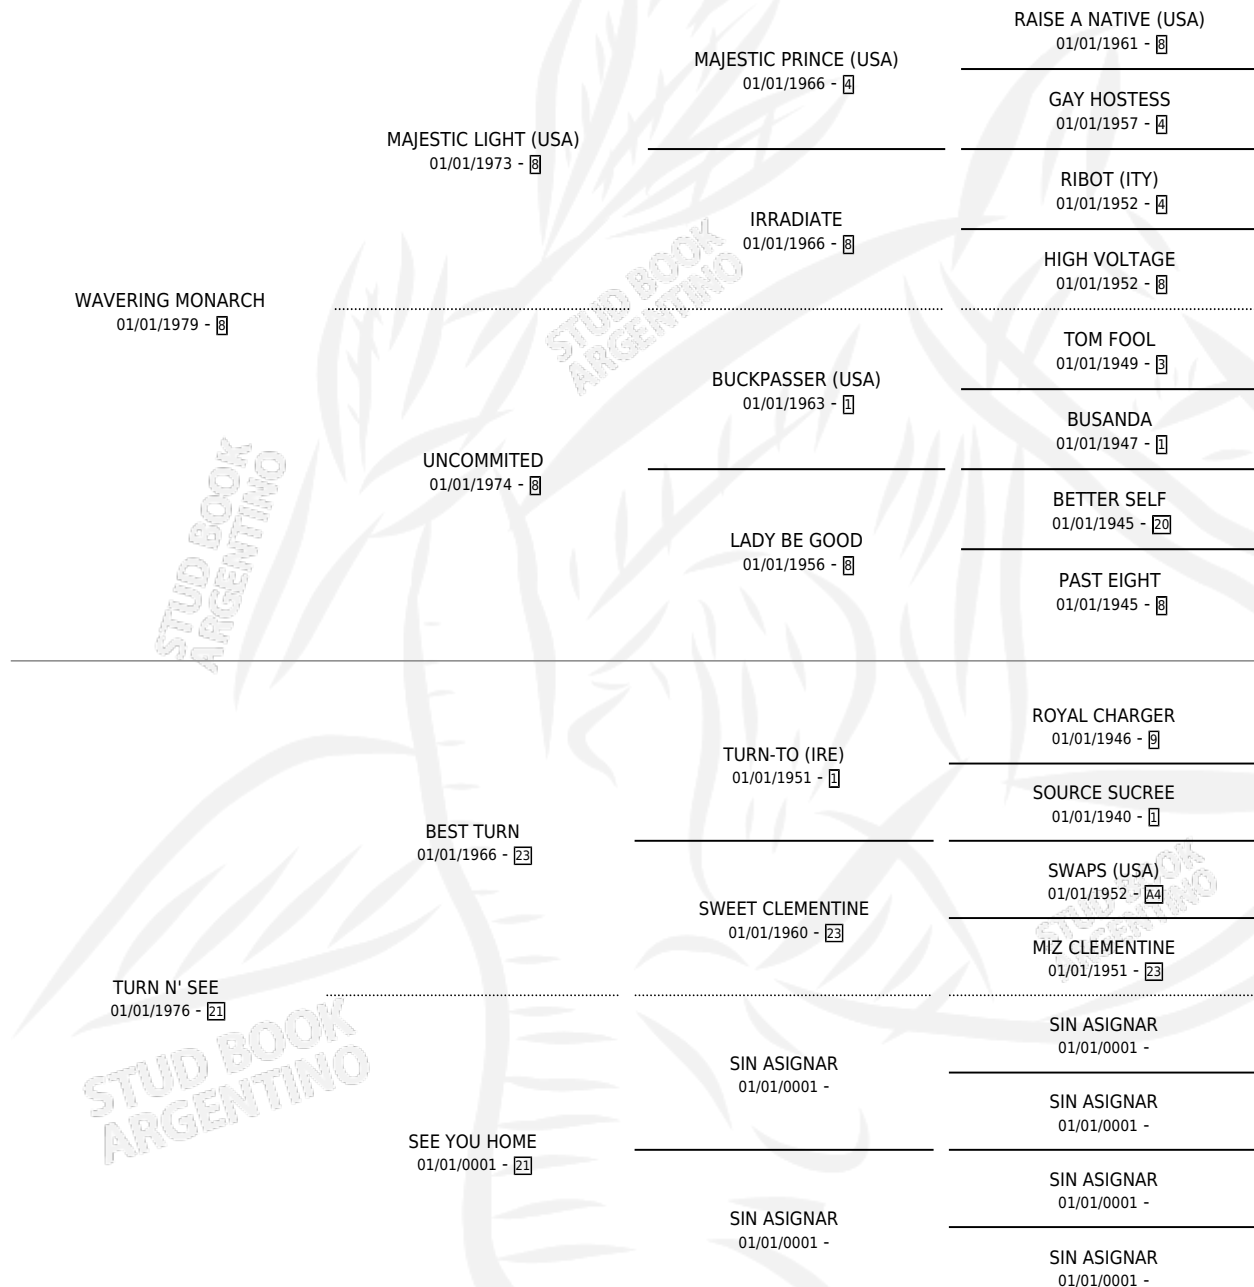 RAISE A NATIVE (USA)
01/01/1961 - 8
MAJESTIC PRINCE (USA)
01/01/1966 - 4
GAY HOSTESS
01/01/1957 - 4
MAJESTIC LIGHT (USA)
01/01/1973 - 8
RIBOT (ITY)
01/01/1952 - 4
IRRADIATE
01/01/1966 - 8
HIGH VOLTAGE
01/01/1952 - 8
WAVERING MONARCH
01/01/1979 - 8
TOM FOOL
01/01/1949 - 3
BUCKPASSER (USA)
01/01/1963 - 1
BUSANDA
01/01/1947 - 1
UNCOMMITED
01/01/1974 - 8
BETTER SELF
01/01/1945 - 20
LADY BE GOOD
01/01/1956 - 8
PAST EIGHT
01/01/1945 - 8
ROYAL CHARGER
01/01/1946 - 9
TURN-TO (IRE)
01/01/1951 - 1
SOURCE SUCREE
01/01/1940 - 1
BEST TURN
01/01/1966 - 23
SWAPS (USA)
01/01/1952 - A4
SWEET CLEMENTINE
01/01/1960 - 23
MIZ CLEMENTINE
01/01/1951 - 23
TURN N' SEE
01/01/1976 - 21
SIN ASIGNAR
01/01/0001 -
SIN ASIGNAR
01/01/0001 -
SIN ASIGNAR
01/01/0001 -
SEE YOU HOME
01/01/0001 - 21
SIN ASIGNAR
01/01/0001 -
SIN ASIGNAR
01/01/0001 -
SIN ASIGNAR
01/01/0001 -
STUD BOOK
ARGENTINO
STUD BOOK
ARGENTINO
STUD BOOK
ARGENTINO
STUD BOOK
ARGENTINO